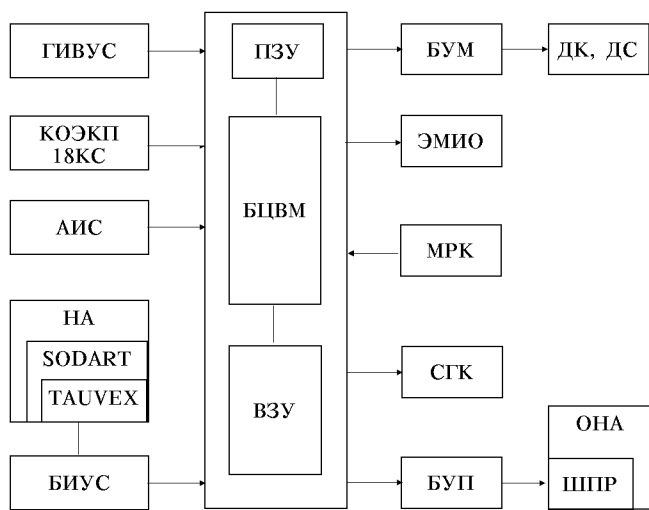 ГИВУС
ПЗУ
БУМ
ДК, ДС
КОЭКП
18КС
ЭМИО
БЦВМ
АИС
МРК
НА
SODART
TAUVEX
СГК
ВЗУ
ОНА
БИУС
БУП
ШПР